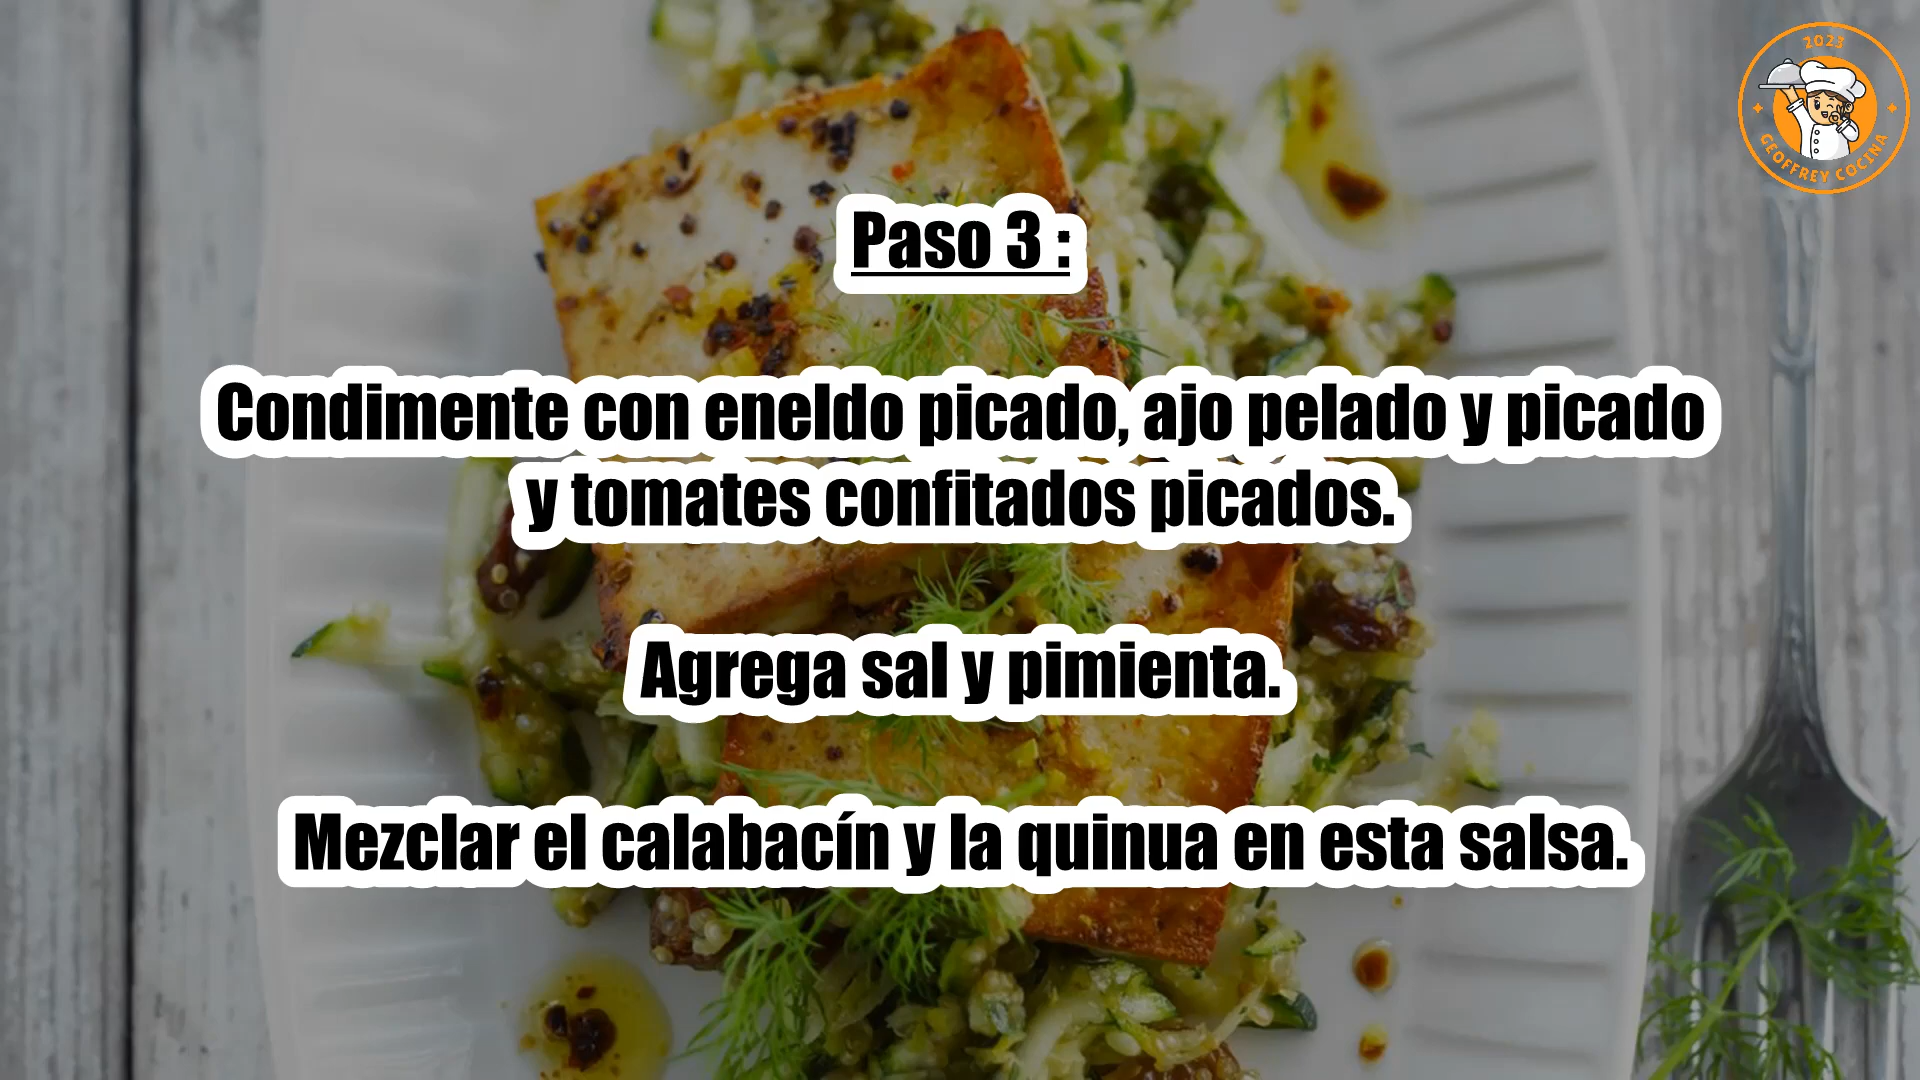 2023
GEOFFREY COCINA
Paso 3 :
Condimente con eneldo picado, ajo pelado y picado
y tomates confitados picados.
Agrega sal y pimienta.
Mezclar el calabacín y la quinua en esta salsa.